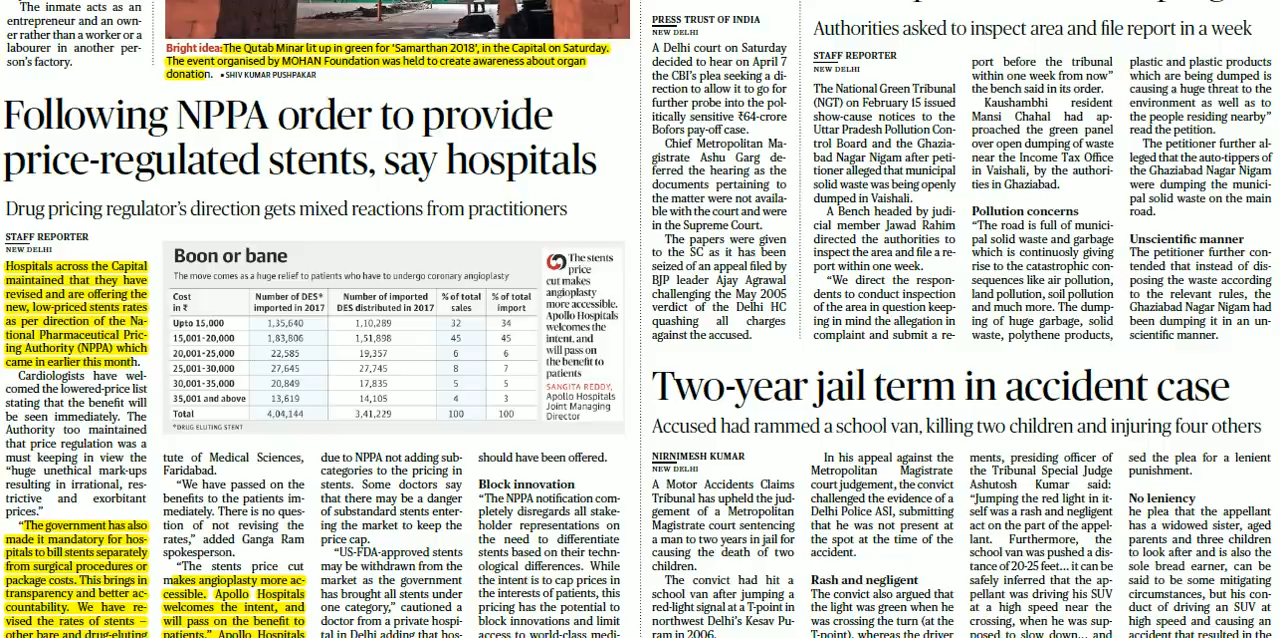 The inmate acts as an
entrepreneur and an own-
er rather than a worker or a
labourer in another per-
son's factory.
Bright idea: The Qutab Minar lit up in green for 'Samarthan 2018', in the Capital on Saturday.
The event organised by MOHAN Foundation was held to create awareness about organ
donation. • SHIV KUMAR PUSHPAKAR
Following NPPA order to provide
price-regulated stents, say hospitals
Drug pricing regulator's direction gets mixed reactions from practitioners
STAFF REPORTER
NEW DELHI
Hospitals across the Capital
maintained that they have
revised and are offering the
new, low-priced stents rates
as per direction of the Na-
tional Pharmaceutical Pric-
ing Authority (NPPA) which
came in earlier this month.
Cardiologists have wel-
comed the lowered-price list
stating that the benefit will
be seen immediately. The
Authority too maintained
that price regulation was a
must keeping in view the
"huge unethical mark-ups
resulting in irrational, res-
trictive and exorbitant
prices."
"The government has also
made it mandatory for hos-
pitals to bill stents separately
from surgical procedures or
package costs. This brings in
transparency and better ac-
countability. We have re-
vised the rates of stents –
other bare and drug-eluting
Boon or bane
The move comes as a huge relief to patients who have to undergo coronary angioplasty
Cost in ₹ Number of DES* imported in 2017 Number of imported DES distributed in 2017 % of total sales % of total import
Upto 15,000 1,35,640 1,10,289 32 34
15,001-20,000 1,83,806 1,51,898 45 45
20,001-25,000 22,585 19,357 6 6
25,001-30,000 27,645 27,745 8 7
30,001-35,000 20,849 17,835 5 5
35,001 and above 13,619 14,105 4 3
Total 4,04,144 3,41,229 100 100
*DRUG ELUTING STENT
The stents
price
cut makes
angioplasty more
accessible.
Apollo Hospitals
welcomes the
intent, and
will pass on
the benefit to
patients
SANGITA REDDY,
Apollo Hospitals
Joint Managing
Director
tute of Medical Sciences,
Faridabad.
"We have passed on the
benefits to the patients im-
mediately. There is no ques-
tion of not revising the
rates," added Ganga Ram
spokesperson.
"The stents price cut
makes angioplasty more ac-
cessible. Apollo Hospitals
welcomes the intent, and
will pass on the benefit to
patients," Apollo Hospitals
due to NPPA not adding sub-
categories to the pricing in
stents. Some doctors say
that there may be a danger
of substandard stents enter-
ing the market to keep the
price cap.
"US-FDA-approved stents
may be withdrawn from the
market as the government
has brought all stents under
one category," cautioned a
doctor from a private hospi-
tal in Delhi adding that hos-
should have been offered.
Block innovation
"The NPPA notification com-
pletely disregards all stake-
holder representations on
the need to differentiate
stents based on their techn-
ological differences. While
the intent is to cap prices in
the interests of patients, this
pricing has the potential to
block innovations and limit
access to world-class medi-
PRESS TRUST OF INDIA
NEW DELHI
A Delhi court on Saturday
decided to hear on April 7
the CBI's plea seeking a di-
rection to allow it to go for
further probe into the pol-
itically sensitive ₹64-crore
Bofors pay-off case.
Chief Metropolitan Ma-
gistrate Ashu Garg de-
ferred the hearing as the
documents pertaining to
the matter were not availa-
ble with the court and were
in the Supreme Court.
The papers were given
to the SC as it has been
seized of an appeal filed by
BJP leader Ajay Agrawal
challenging the May 2005
verdict of the Delhi HC
quashing all charges
against the accused.
Authorities asked to inspect area and file report in a week
STAFF REPORTER
NEW DELHI
The National Green Tribunal
(NGT) on February 15 issued
show-cause notices to the
Uttar Pradesh Pollution Con-
trol Board and the Ghazia-
bad Nagar Nigam after peti-
tioner alleged that municipal
solid waste was being openly
dumped in Vaishali.
A Bench headed by judi-
cial member Jawad Rahim
directed the authorities to
inspect the area and file a re-
port within one week.
"We direct the respon-
dents to conduct inspection
of the area in question keep-
ing in mind the allegation in
complaint and submit a re-
port before the tribunal
within one week from now"
the bench said in its order.
Kaushambhi resident
Mansi Chahal had ap-
proached the green panel
over open dumping of waste
near the Income Tax Office
in Vaishali, by the authori-
ties in Ghaziabad.
Pollution concerns
"The road is full of munici-
pal solid waste and garbage
which is continuosly giving
rise to the catastrophic con-
sequences like air pollution,
land pollution, soil pollution
and much more. The dump-
ing of huge garbage, solid
waste, polythene products,
plastic and plastic products
which are being dumped is
causing a huge threat to the
environment as well as to
the people residing nearby"
read the petition.
The petitioner further al-
leged that the auto-tippers of
the Ghaziabad Nagar Nigam
were dumping the munici-
pal solid waste on the main
road.
Unscientific manner
The petitioner further con-
tended that instead of dis-
posing the waste according
to the relevant rules, the
Ghaziabad Nagar Nigam had
been dumping it in an un-
scientific manner.
Two-year jail term in accident case
Accused had rammed a school van, killing two children and injuring four others
NIRNIMESH KUMAR
NEW DELHI
A Motor Accidents Claims
Tribunal has upheld the jud-
gement of a Metropolitan
Magistrate court sentencing
a man to two years in jail for
causing the death of two
children.
The convict had hit a
school van after jumping a
red-light signal at a T-point in
northwest Delhi's Kesav Pu-
ram in 2006.
In his appeal against the
Metropolitan Magistrate
court judgement, the convict
challenged the evidence of a
Delhi Police ASI, submitting
that he was not present at
the spot at the time of the
accident.
Rash and negligent
The convict also argued that
the light was green when he
was crossing the turn (at the
T-point), whereas the driver
ments, presiding officer of
the Tribunal Special Judge
Ashutosh Kumar said:
"Jumping the red light in it-
self was a rash and negligent
act on the part of the appel-
lant. Furthermore, the
school van was pushed a dis-
tance of 20-25 feet... it can be
safely inferred that the ap-
pellant was driving his SUV
at a high speed near the
crossing, when he was sup-
posed to slow down... and
sed the plea for a lenient
punishment.
No leniency
he plea that the appellant
has a widowed sister, aged
parents and three children
to look after and is also the
sole bread earner, can be
said to be some mitigating
circumstances, but his con-
duct of driving an SUV at
high speed and causing an
accident that resulted in the